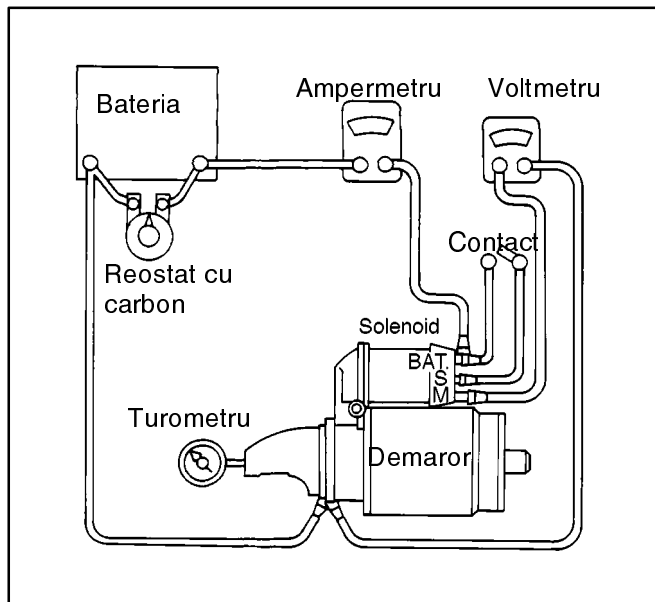 Bateria
Ampermetru
Voltmetru
Contact
Reostat cu
carbon
Solenoid
BAT.
S
M
Turometru
Demaror